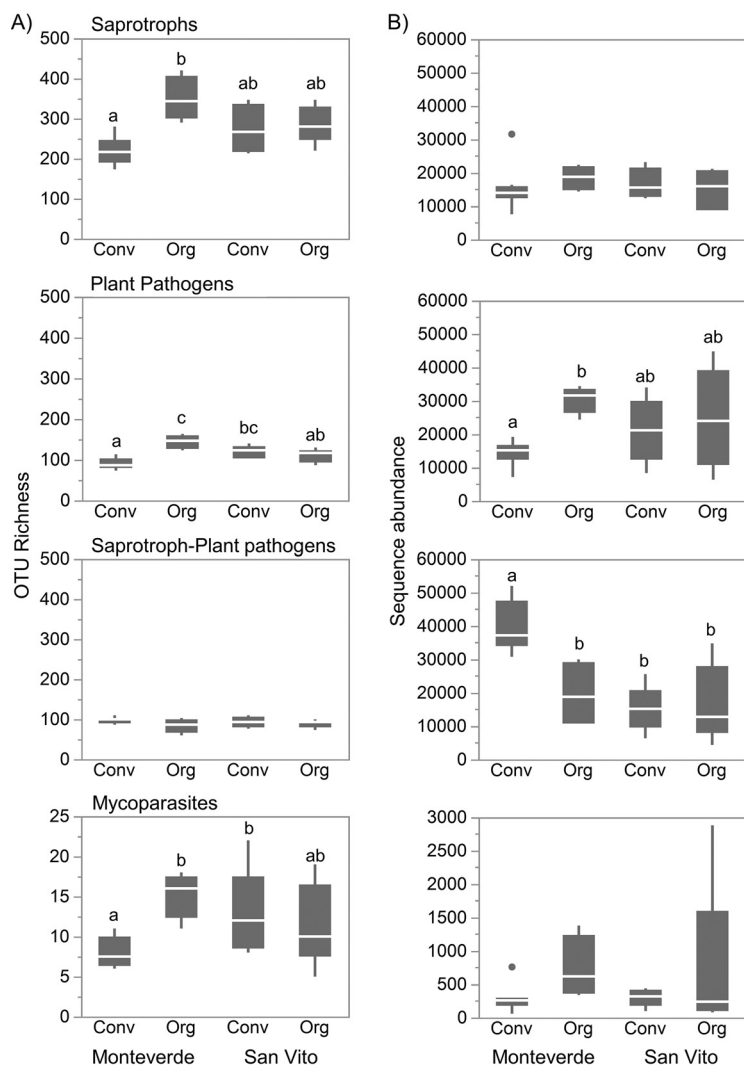 A)
Saprotrophs
500
400
300
200
100
0
a
b
ab
ab
Conv Org Conv Org
Plant Pathogens
500
400
300
200
100
0
a
c
bc
ab
Conv Org Conv Org
Saprotroph-Plant pathogens
500
400
300
200
100
0
Conv Org Conv Org
Mycoparasites
25
20
15
10
5
0
a
b
b
ab
Conv Org Conv Org
Monteverde San Vito
OTU Richness
B)
60000
50000
40000
30000
20000
10000
0
Conv Org Conv Org
60000
50000
40000
30000
20000
10000
0
a
b
ab
ab
Conv Org Conv Org
60000
50000
40000
30000
20000
10000
0
a
b
b
b
Conv Org Conv Org
3000
2500
2000
1500
1000
500
0
Conv Org Conv Org
Monteverde San Vito
Sequence abundance